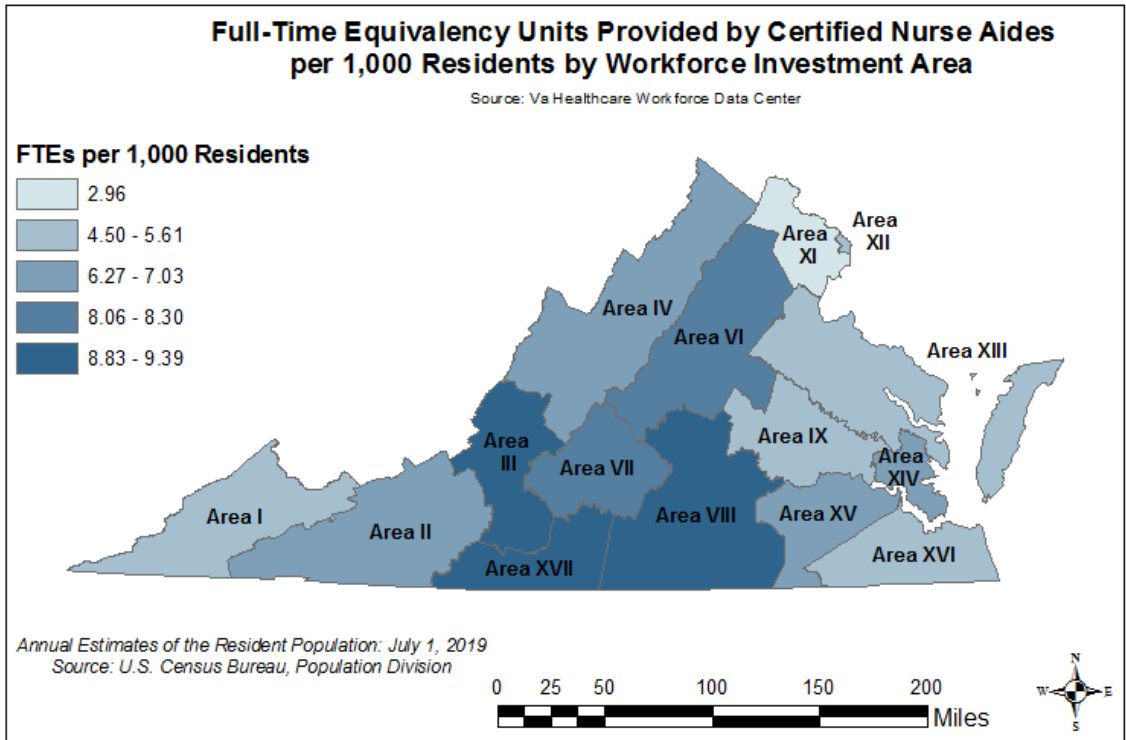 Full-Time Equivalency Units Provided by Certified Nurse Aides
per 1,000 Residents by Workforce Investment Area
Source: Va Healthcare Workforce Data Center
FTEs per 1,000 Residents
2.96
4.50 - 5.61
6.27 - 7.03
8.06 - 8.30
8.83 - 9.39
Area
XI
Area
XII
Area IV
Area VI
Area XIII
Area
III
Area IX
Area VII
Area
XIV
Area I
Area II
Area VIII
Area XV
Area XVI
Area XVII
Annual Estimates of the Resident Population: July 1, 2019
Source: U.S. Census Bureau, Population Division
0 25 50 100 150 200
Miles
N
W E
S